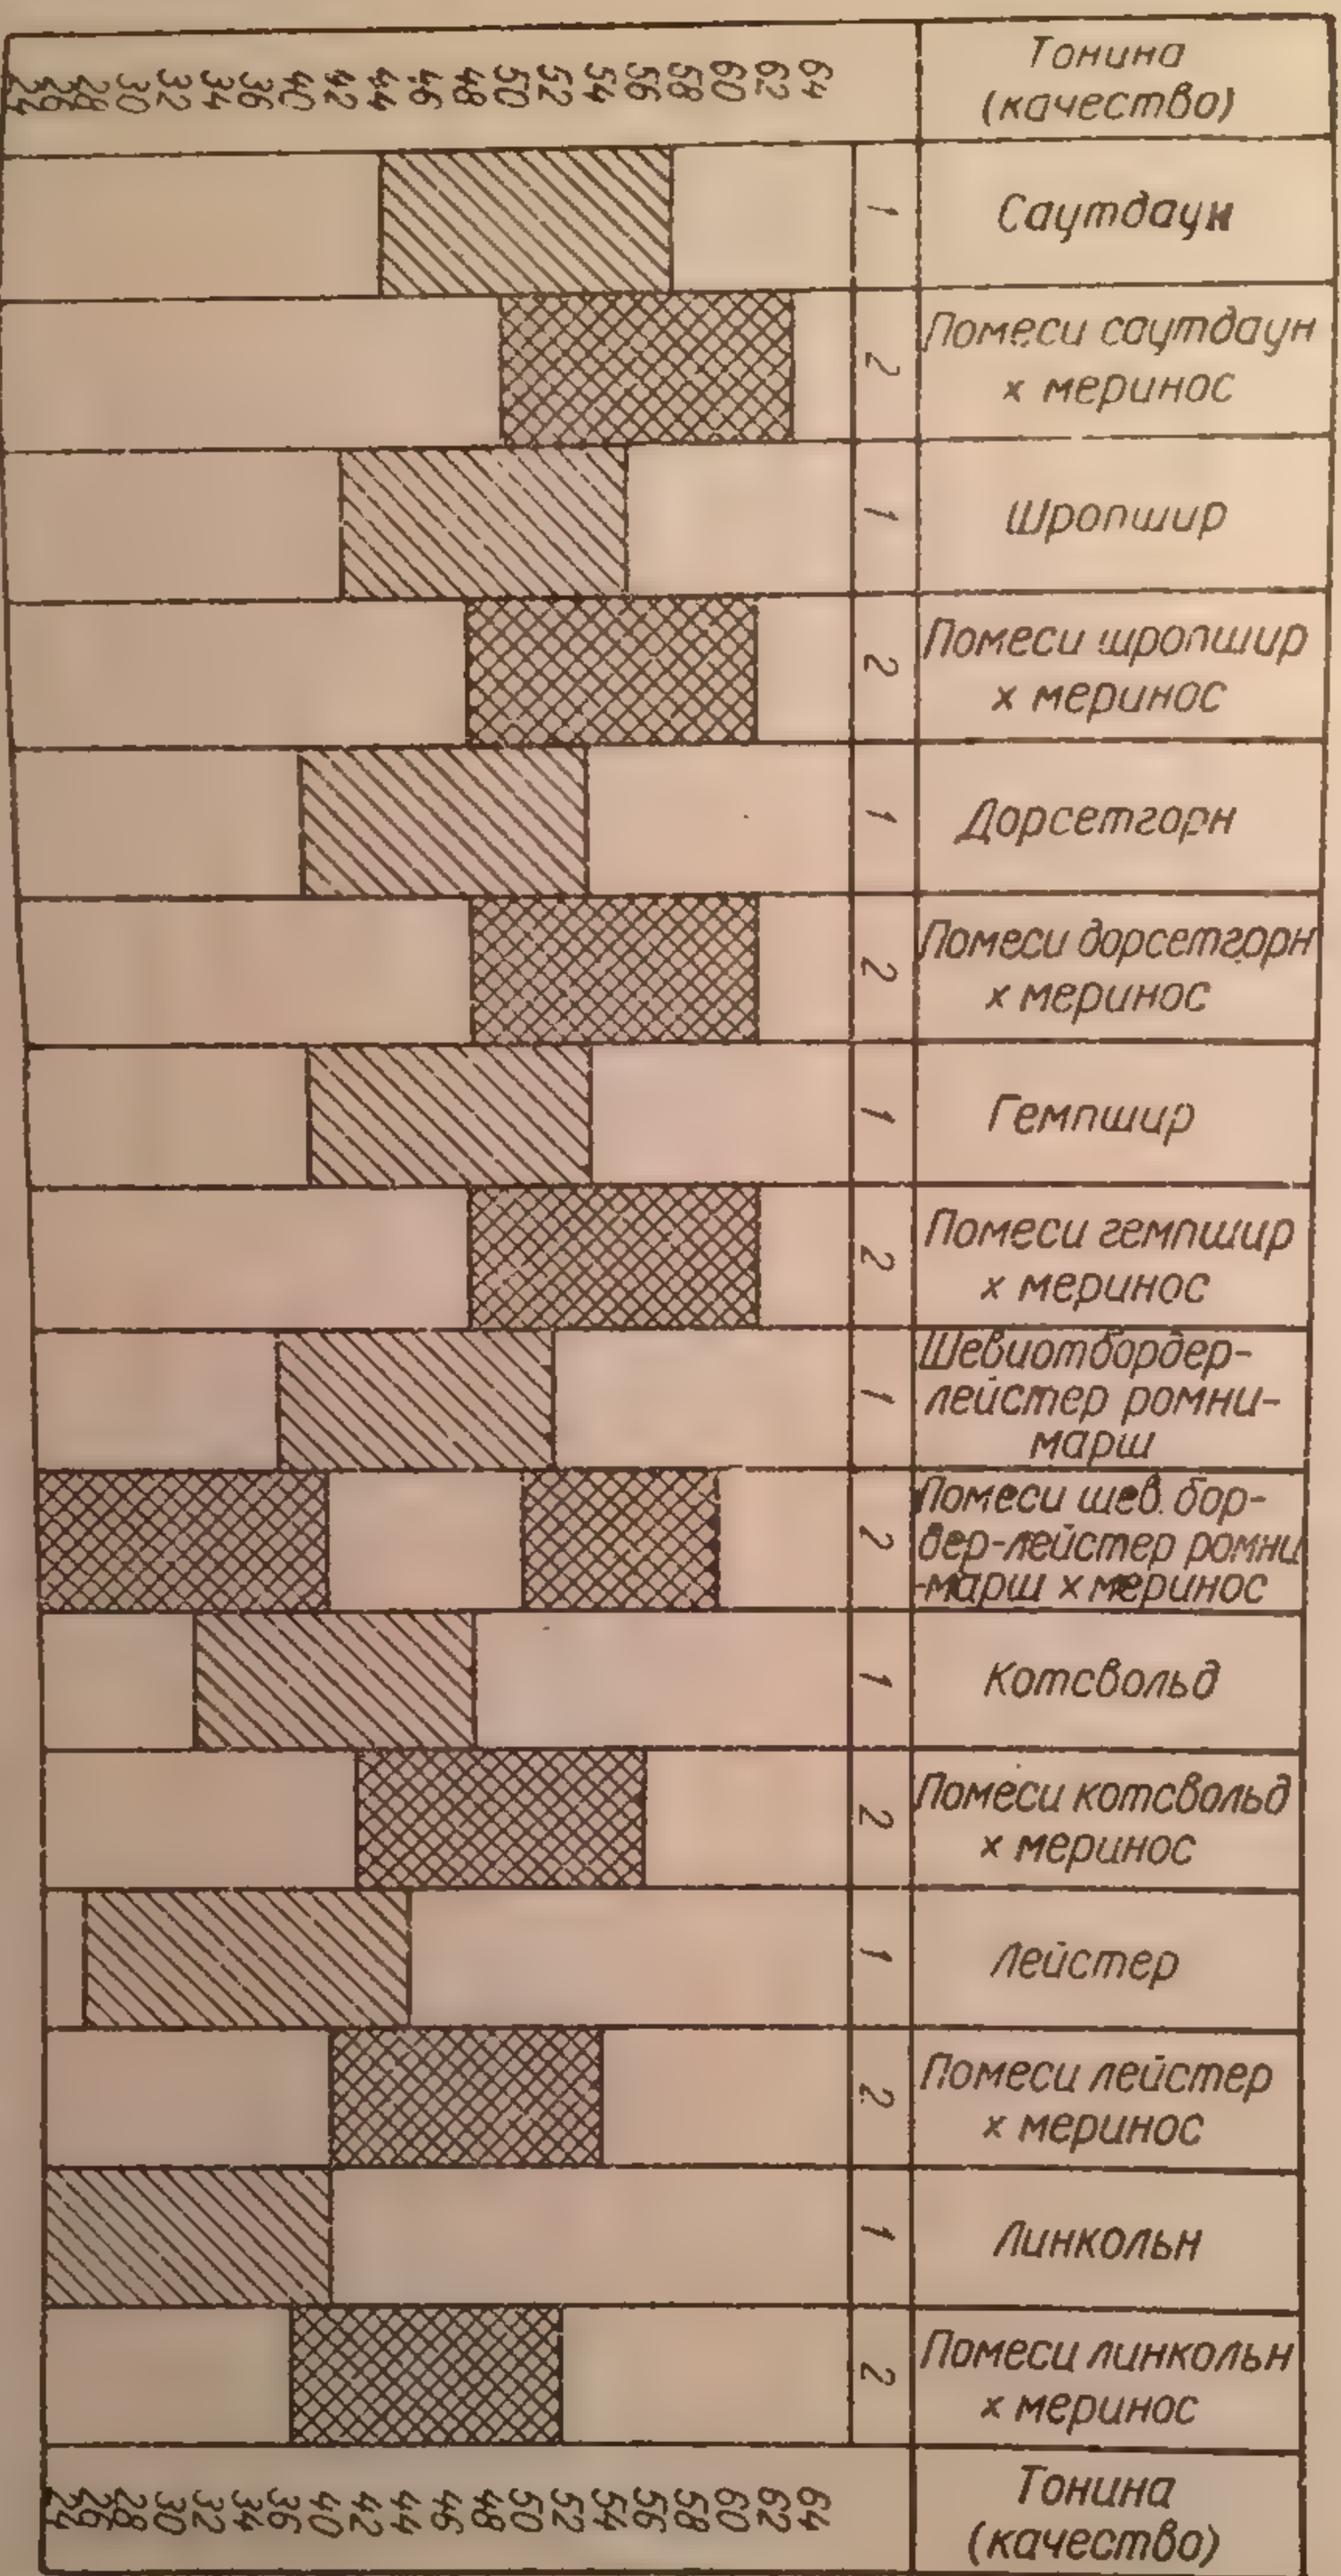 24 26 28 30 32 34 36 40 42 44 46 48 50 52 54 56 58 60 62 64
Тонина
(качество)
1
Саутдаун
2
Помеси саутдаун
х меринос
1
Шропшир
2
Помеси шропшир
х меринос
1
Дорсетгорн
2
Помеси дорсетгорн
х меринос
1
Гемпшир
2
Помеси гемпшир
х меринос
1
Шевиотбордер-
лейстер ромни-
марш
2
Помеси шев. бор-
дер-лейстер ромни
-марш х меринос
1
Котсвольд
2
Помеси котсвольд
х меринос
1
Лейстер
2
Помеси лейстер
х меринос
1
Линкольн
2
Помеси линкольн
х меринос
24 26 28 30 32 34 36 40 42 44 46 48 50 52 54 56 58 60 62 64
Тонина
(качество)